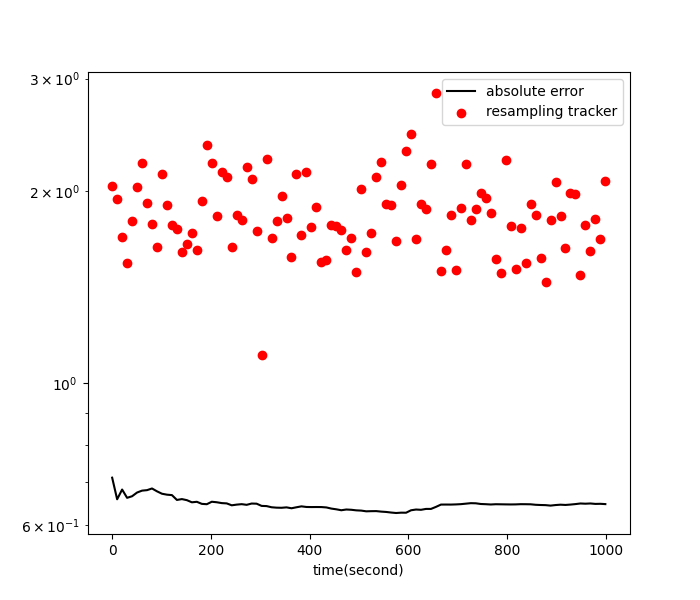 absolute error
resampling tracker
3 × 10⁰
2 × 10⁰
10⁰
6 × 10⁻¹
0 200 400 600 800 1000
time(second)